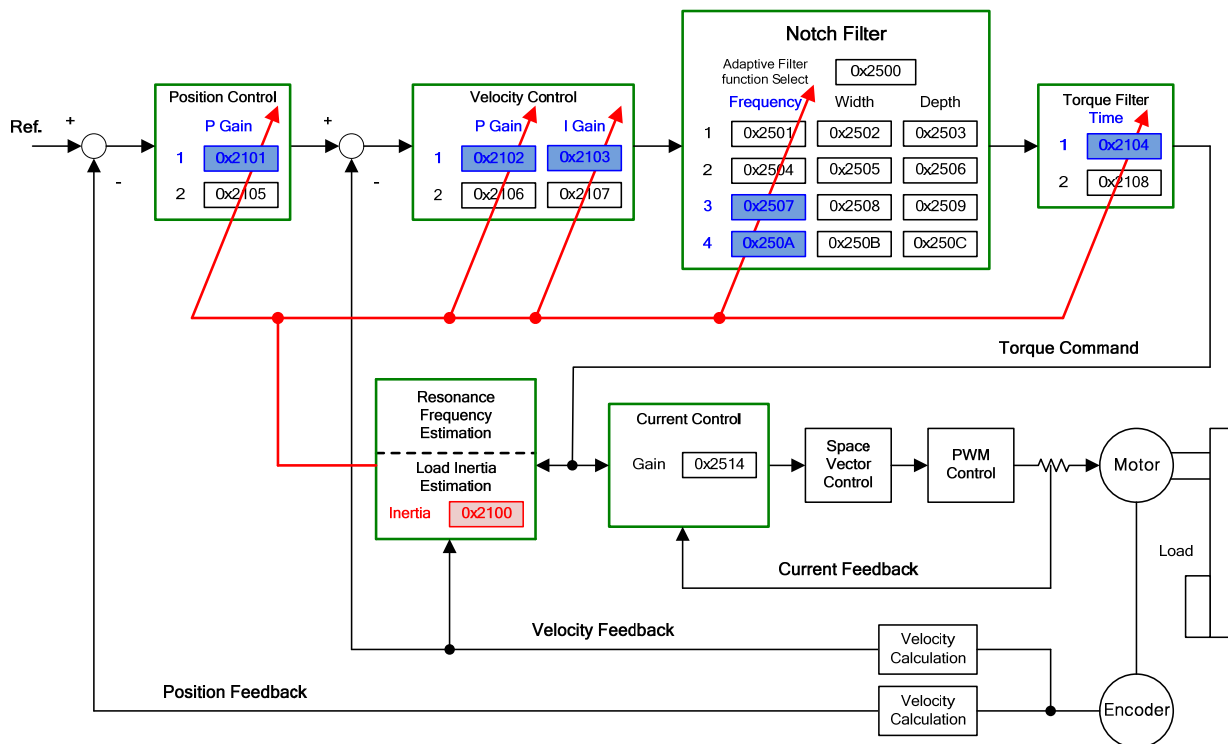 Notch Filter
Adaptive Filter
function Select
0x2500
Frequency Width Depth
1 0x2501 0x2502 0x2503
2 0x2504 0x2505 0x2506
3 0x2507 0x2508 0x2509
4 0x250A 0x250B 0x250C
Ref.
+
-
Position Control
P Gain
1 0x2101
2 0x2105
+
-
Velocity Control
P Gain I Gain
1 0x2102 0x2103
2 0x2106 0x2107
Torque Filter
Time
1 0x2104
2 0x2108
Torque Command
Resonance
Frequency
Estimation
Load Inertia
Estimation
Inertia 0x2100
Current Control
Gain 0x2514
Space
Vector
Control
PWM
Control
Motor
Load
Current Feedback
Velocity Feedback
Velocity
Calculation
Position Feedback
Velocity
Calculation
Encoder